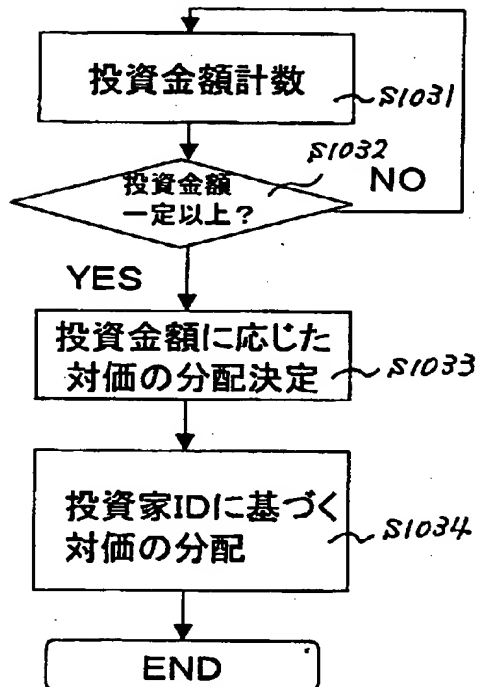 投資金額計数
S1031
投資金額
一定以上?
S1032
NO
YES
投資金額に応じた
対価の分配決定
S1033
投資家IDに基づく
対価の分配
S1034
END